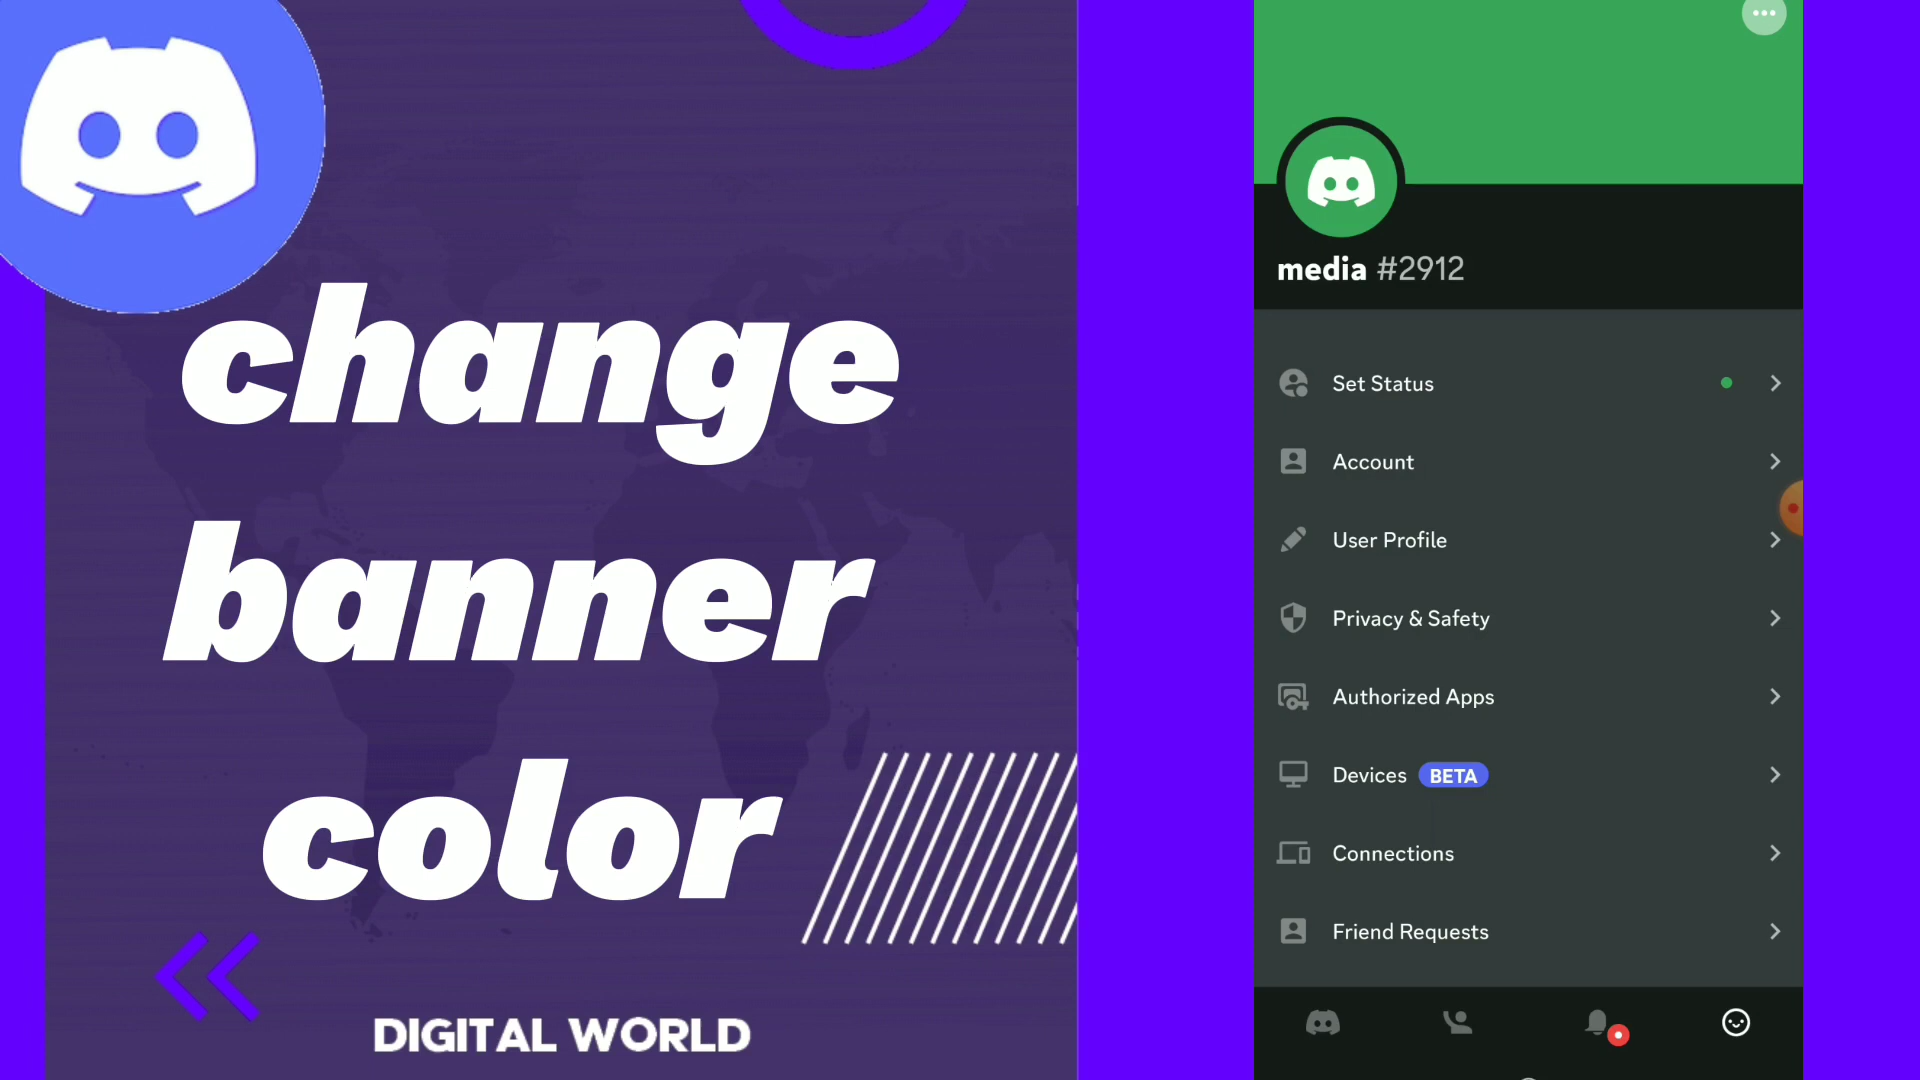 change
banner
color
DIGITAL WORLD
media #2912
Set Status
Account
User Profile
Privacy & Safety
Authorized Apps
Devices BETA
Connections
Friend Requests